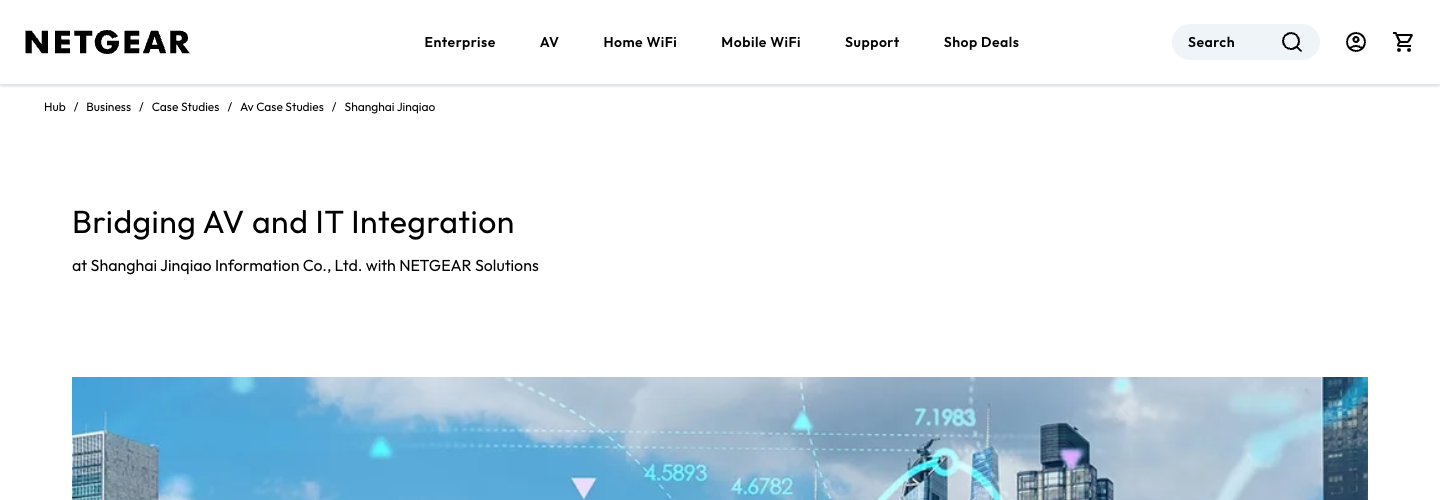 NETGEAR
Enterprise AV Home WiFi Mobile WiFi Support Shop Deals Search
Hub / Business / Case Studies / Av Case Studies / Shanghai Jinqiao
Bridging AV and IT Integration
at Shanghai Jinqiao Information Co., Ltd. with NETGEAR Solutions
7.1983
4.5893
4.6782